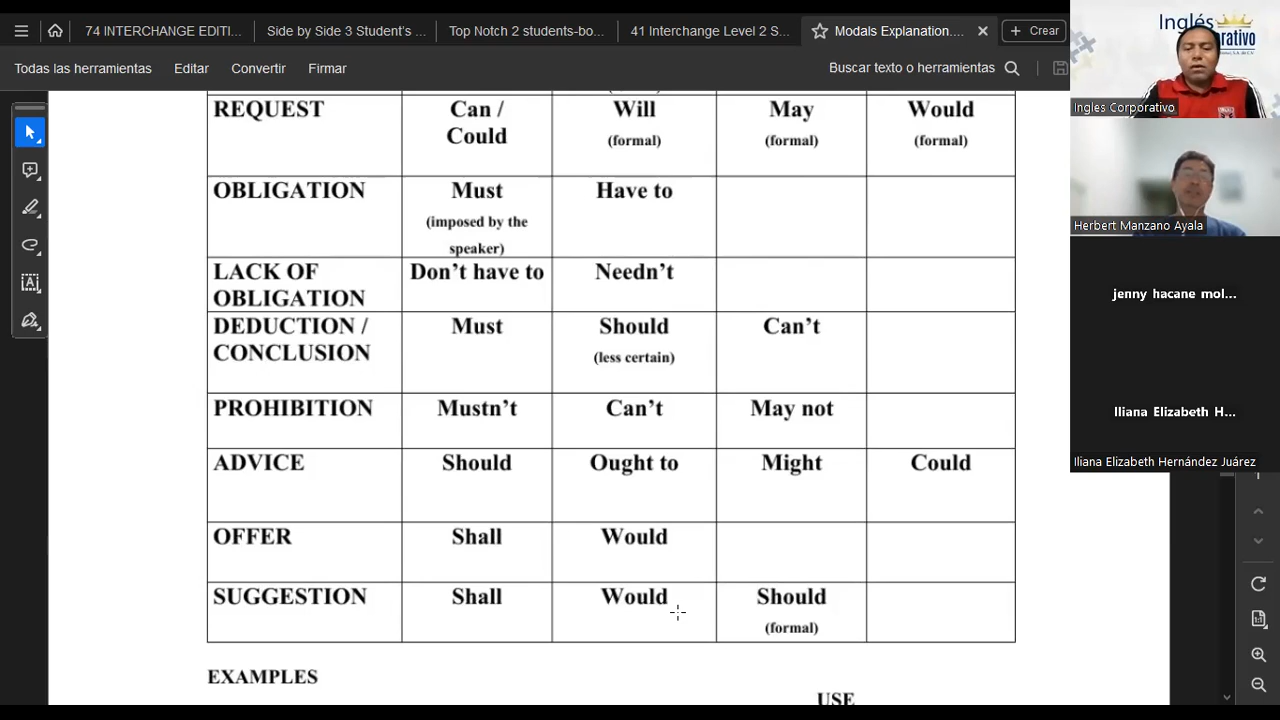 74 INTERCHANGE EDITI...
Side by Side 3 Student's ...
Top Notch 2 students-bo...
41 Interchange Level 2 S...
Modals Explanation....
Crear
Todas las herramientas
Editar
Convertir
Firmar
Buscar texto o herramientas
REQUEST
Can /
Could
Will
(formal)
May
(formal)
Would
(formal)
OBLIGATION
Must
(imposed by the
speaker)
Have to
LACK OF
OBLIGATION
Don't have to
Needn't
DEDUCTION /
CONCLUSION
Must
Should
(less certain)
Can't
PROHIBITION
Mustn't
Can't
May not
ADVICE
Should
Ought to
Might
Could
OFFER
Shall
Would
SUGGESTION
Shall
Would
Should
(formal)
EXAMPLES
USE
Inglés
Ingles Corporativo
Herbert Manzano Ayala
jenny hacane mol...
Iliana Elizabeth H...
Iliana Elizabeth Hernández Juárez